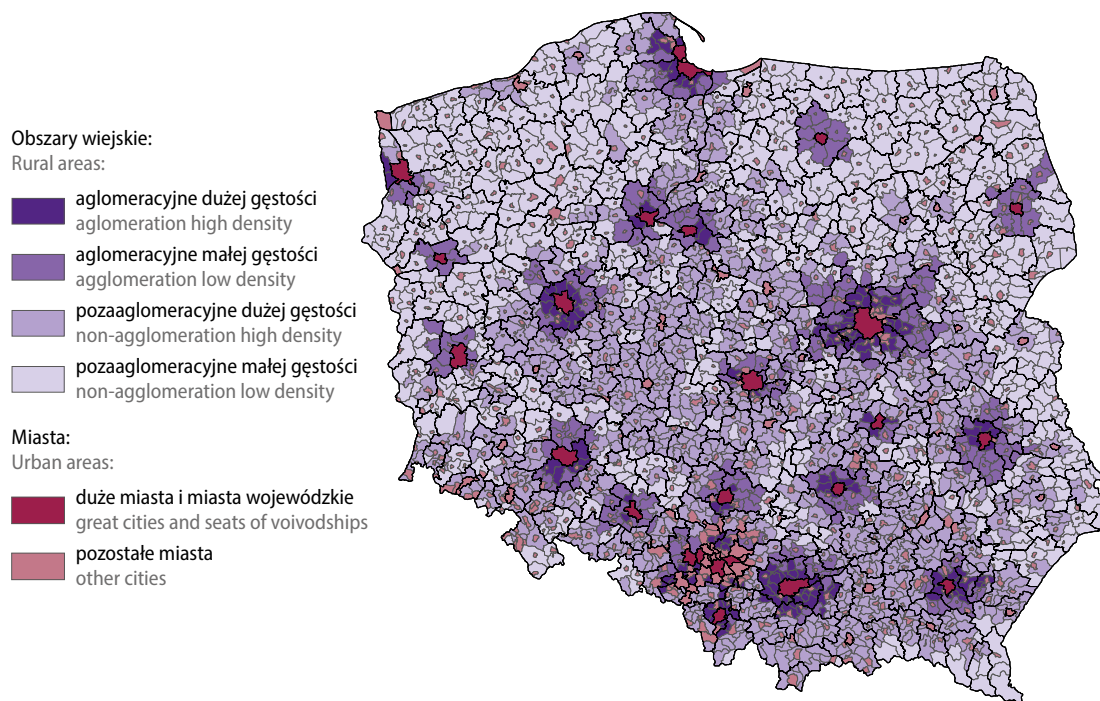 Obszary wiejskie:
Rural areas:
aglomeracyjne dużej gęstości
aglomeration high density
aglomeracyjne małej gęstości
agglomeration low density
pozaaglomeracyjne dużej gęstości
non-agglomeration high density
pozaaglomeracyjne małej gęstości
non-agglomeration low density
Miasta:
Urban areas:
duże miasta i miasta wojewódzkie
great cities and seats of voivodships
pozostałe miasta
other cities